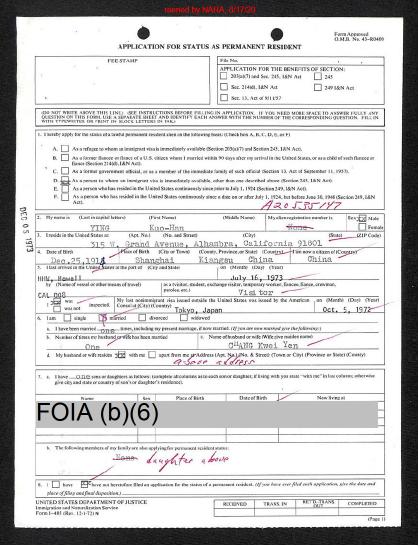 reviewed by NARA, 8/17/20
Form Approved
O.M.B. No. 43-R0400
APPLICATION FOR STATUS AS PERMANENT RESIDENT
FEE STAMP
File No.
APPLICATION FOR THE BENEFITS OF SECTION:
203(a)(7) and Sec. 245, I&N Act
245
Sec. 214(d), I&N Act
249 I&N Act
Sec. 13, Act of 9/11/57
(DO NOT WRITE ABOVE THIS LINE) (SEE INSTRUCTIONS BEFORE FILLING IN APPLICATION. IF YOU NEED MORE SPACE TO ANSWER FULLY ANY
QUESTION ON THIS FORM, USE A SEPARATE SHEET AND IDENTIFY EACH ANSWER WITH THE NUMBER OF THE CORRESPONDING QUESTION. FILL IN
WITH TYPEWRITER OR PRINT IN BLOCK LETTERS IN INK.)
1. I hereby apply for the status of a lawful permanent resident alien on the following basis: (Check box A, B, C, D, E, or F)
A. As a refugee to whom an immigrant visa is immediately available (Section 203(a)(7) and Section 245, I&N Act).
B. As a former fiancee or fiance of a U.S. citizen whom I married within 90 days after my arrival in the United States, or as a child of such fiancee or
fiance (Section 214(d), I&N Act).
C. As a former government official, or as a member of the immediate family of such official (Section 13, Act of September 11, 1957).
D. As a person to whom an immigrant visa is immediately available, other than one described above (Section 245, I&N Act).
E. As a person who has resided in the United States continuously since prior to July 1, 1924 (Section 249, I&N Act).
F. As a person who has resided in the United States continuously since a date on or after July 1, 1924, but before June 30, 1948 (Section 249, I&N
Act).
A20535147
DEC 05 1973
2. My name is (Last in capital letters) (First Name) (Middle Name) My alien registration number is Sex Male
YING Kuo-Han None Female
3. I reside in the United States at (Apt. No.) (No. and Street) (City) (State) (ZIP Code)
315 W. Grand Avenue, Alhambra, California 91801
4. Date of Birth Place of Birth (City or Town) (County, Province or State) (Country) I am now a citizen of (Country)
Dec.25,1918 Shanghai Kiangsu China China
5. I last arrived in the United States at the port of (City and State) on (Month) (Day) (Year)
HHW, Hawaii July 16, 1973
by (Name of vessel or other means of travel) as a (visitor, student, exchange visitor, temporary worker, fiancee, fiance, crewman,
parolee, etc.)
CAL 008 Visitor
I was was not inspected. My last nonimmigrant visa issued outside the United States was issued by the American
Consul at (City) (Country) on (Month) (Day) (Year)
Tokyo, Japan Oct. 5, 1972
6. I am single married divorced widowed
a. I have been married one times, including my present marriage, if now married. (If you are now married give the following:)
b. Number of times my husband or wife has been married c. Name of husband or wife (Wife give maiden name)
One CHANG Kwei Yen
d. My husband or wife resides with me apart from me at Address (Apt. No.) (No. & Street) (Town or City) (Province or State) (Country)
above address
7. a. I have one sons or daughters as follows: (complete all columns as to each son or daughter; if living with you state "with me" in last column; otherwise
give city and state or country of son's or daughter's residence).
Name Sex Place of Birth Date of Birth Now living at
FOIA (b)(6)
b. The following members of my family are also applying for permanent resident status:
None daughter above
8. I have have not heretofore filed an application for the status of a permanent resident. (If you have ever filed such application, give the date and
place of filing and final disposition)
UNITED STATES DEPARTMENT OF JUSTICE
Immigration and Naturalization Service
Form I-485 (Rev. 12-1-72) N
RECEIVED TRANS. IN RET'D. TRANS. OUT COMPLETED
(Page 1)